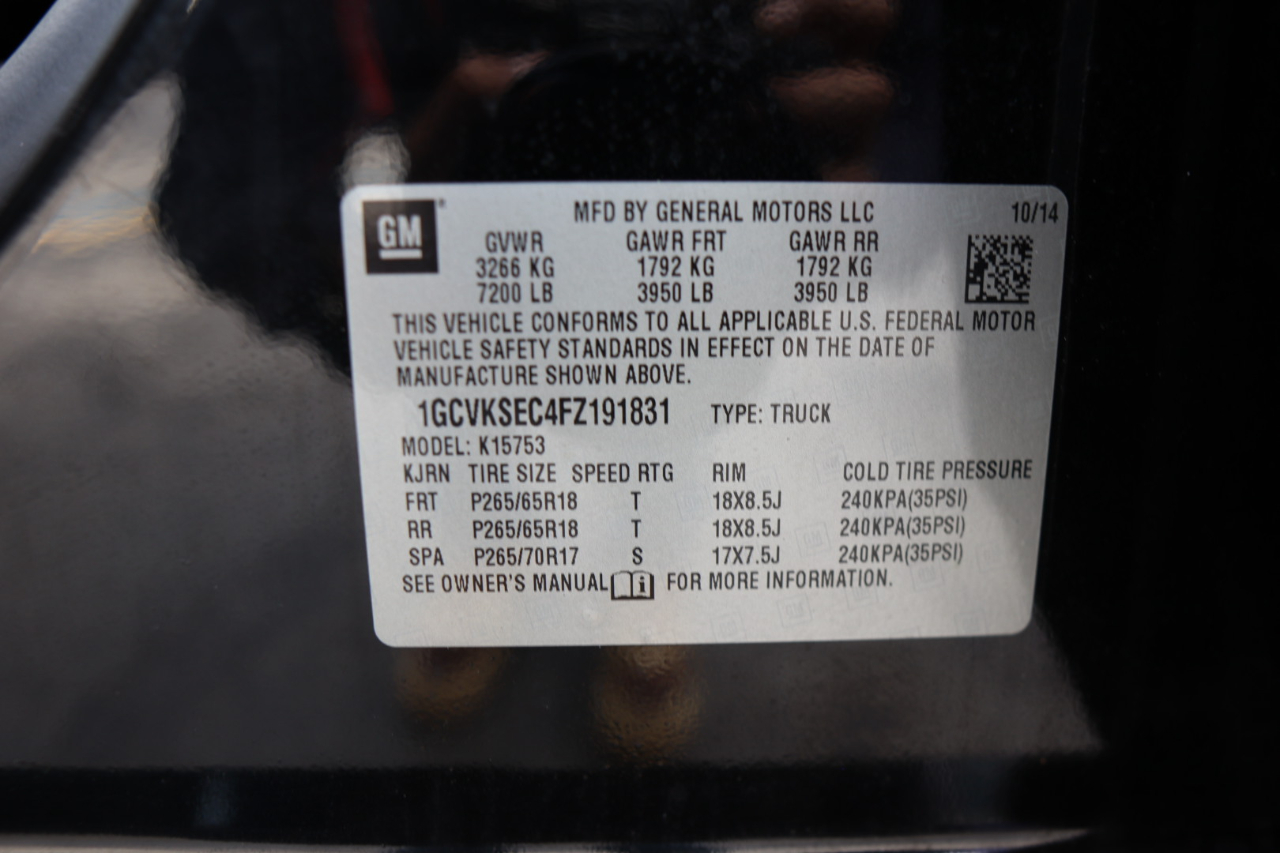 GM® MFD BY GENERAL MOTORS LLC 10/14
GVWR GAWR FRT GAWR RR
3266 KG 1792 KG 1792 KG
7200 LB 3950 LB 3950 LB
THIS VEHICLE CONFORMS TO ALL APPLICABLE U.S. FEDERAL MOTOR
VEHICLE SAFETY STANDARDS IN EFFECT ON THE DATE OF
MANUFACTURE SHOWN ABOVE.
1GCVKSEC4FZ191831 TYPE: TRUCK
MODEL: K15753
KJRN TIRE SIZE SPEED RTG RIM COLD TIRE PRESSURE
FRT P265/65R18 T 18X8.5J 240KPA(35PSI)
RR P265/65R18 T 18X8.5J 240KPA(35PSI)
SPA P265/70R17 S 17X7.5J 240KPA(35PSI)
SEE OWNER'S MANUAL i FOR MORE INFORMATION.